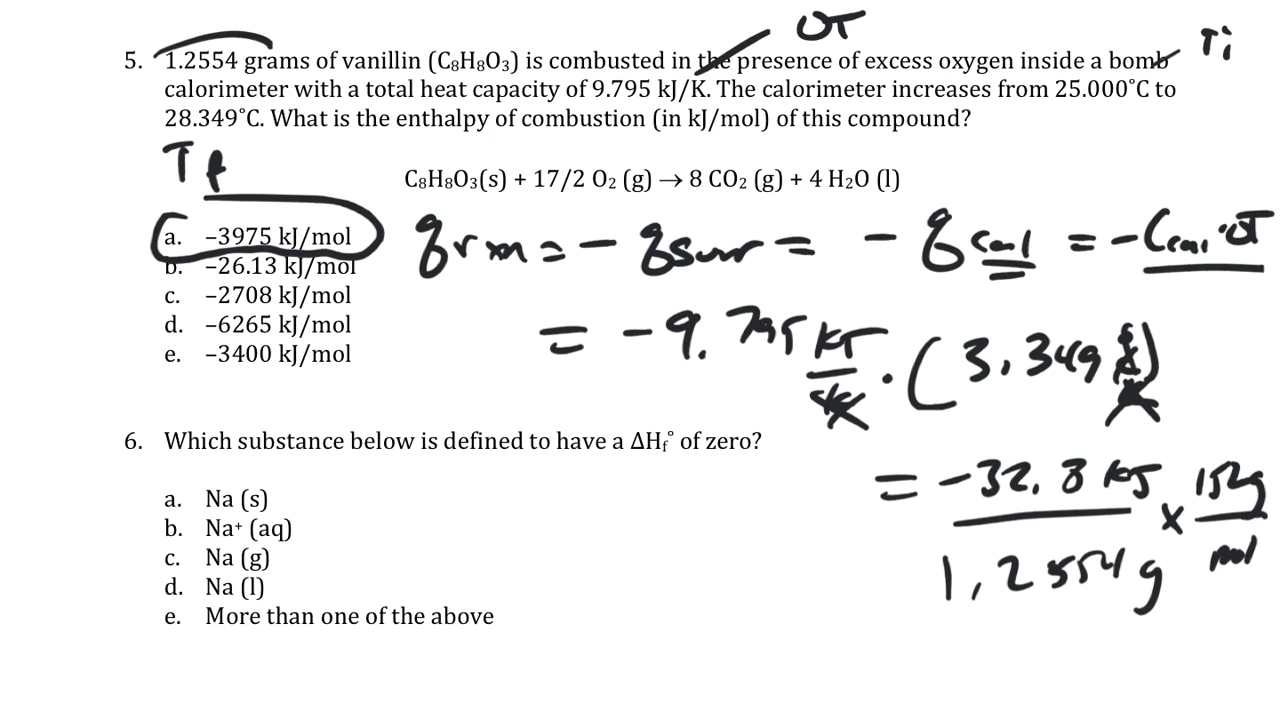 ΔT
Ti
5. 1.2554 grams of vanillin (C₈H₈O₃) is combusted in the presence of excess oxygen inside a bomb
calorimeter with a total heat capacity of 9.795 kJ/K. The calorimeter increases from 25.000˚C to
28.349˚C. What is the enthalpy of combustion (in kJ/mol) of this compound?
Tf
C₈H₈O₃(s) + 17/2 O₂ (g) → 8 CO₂ (g) + 4 H₂O (l)
a. –3975 kJ/mol
b. –26.13 kJ/mol
c. –2708 kJ/mol
d. –6265 kJ/mol
e. –3400 kJ/mol
qrxn = - qsurr = - qcal = - Ccal · ΔT
= - 9.795 kJ/K · (3.349 K)
= -32.8 kJ / 1.2554 g × 152g / mol
6. Which substance below is defined to have a ΔHf˚ of zero?
a. Na (s)
b. Na⁺ (aq)
c. Na (g)
d. Na (l)
e. More than one of the above